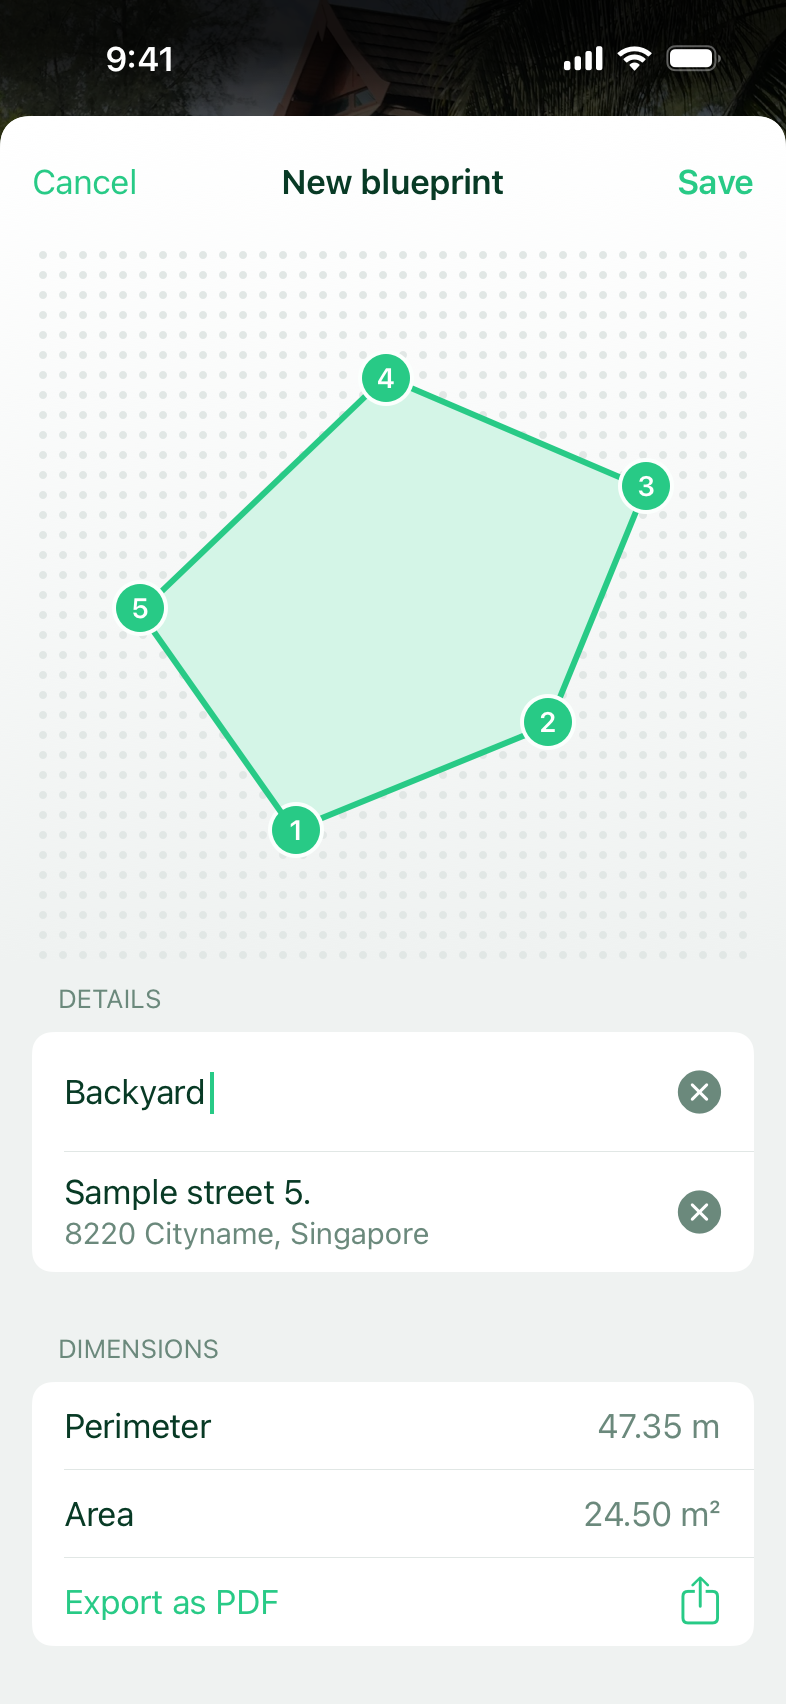 9:41
Cancel New blueprint Save
4
3
5
2
1
DETAILS
Backyard
Sample street 5.
8220 Cityname, Singapore
DIMENSIONS
Perimeter 47.35 m
Area 24.50 m²
Export as PDF